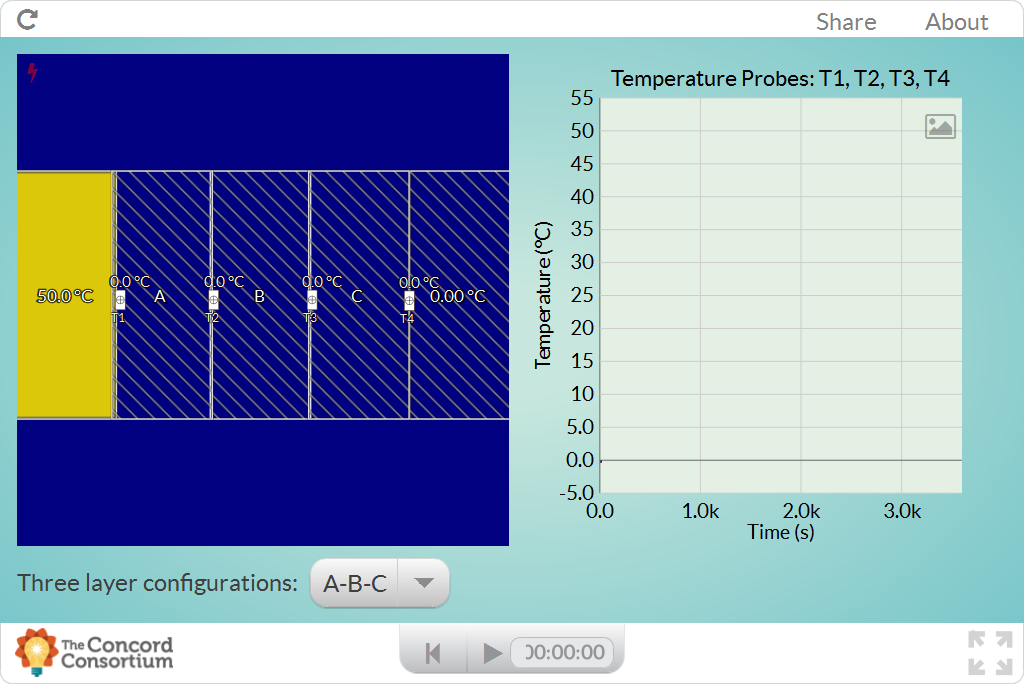 Share About
Temperature Probes: T1, T2, T3, T4
55
50
45
40
35
30
25
20
15
10
5.0
0.0
-5.0
Temperature (°C)
0.0 1.0k 2.0k 3.0k
Time (s)
0.0 °C 0.0 °C 0.0 °C 0.0 °C
50.0 °C A B C 0.00 °C
T1 T2 T3 T4
Three layer configurations: A-B-C
The Concord
Consortium
00:00:00